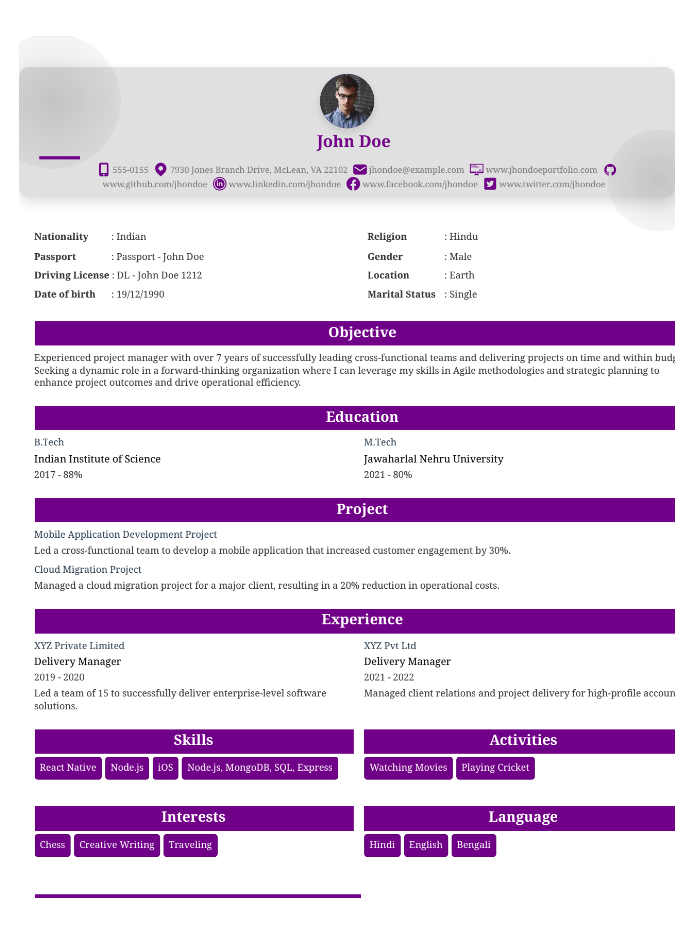 John Doe
555-0155 7930 Jones Branch Drive, McLean, VA 22102 jhondoe@example.com www.jhondoeportfolio.com
www.github.com/jhondoe in www.linkedin.com/jhondoe www.facebook.com/jhondoe www.twitter.com/jhondoe
Nationality : Indian
Religion : Hindu
Passport : Passport - John Doe
Gender : Male
Driving License : DL - John Doe 1212
Location : Earth
Date of birth : 19/12/1990
Marital Status : Single
Objective
Experienced project manager with over 7 years of successfully leading cross-functional teams and delivering projects on time and within
Seeking a dynamic role in a forward-thinking organization where I can leverage my skills in Agile methodologies and strategic planning to
enhance project outcomes and drive operational efficiency.
Education
B.Tech
Indian Institute of Science
2017 - 88%
M.Tech
Jawaharlal Nehru University
2021 - 80%
Project
Mobile Application Development Project
Led a cross-functional team to develop a mobile application that increased customer engagement by 30%.
Cloud Migration Project
Managed a cloud migration project for a major client, resulting in a 20% reduction in operational costs.
Experience
XYZ Private Limited
Delivery Manager
2019 - 2020
Led a team of 15 to successfully deliver enterprise-level software
solutions.
XYZ Pvt Ltd
Delivery Manager
2021 - 2022
Managed client relations and project delivery for high-profile
Skills
React Native Node.js iOS Node.js, MongoDB, SQL, Express
Activities
Watching Movies Playing Cricket
Interests
Chess Creative Writing Traveling
Language
Hindi English Bengali